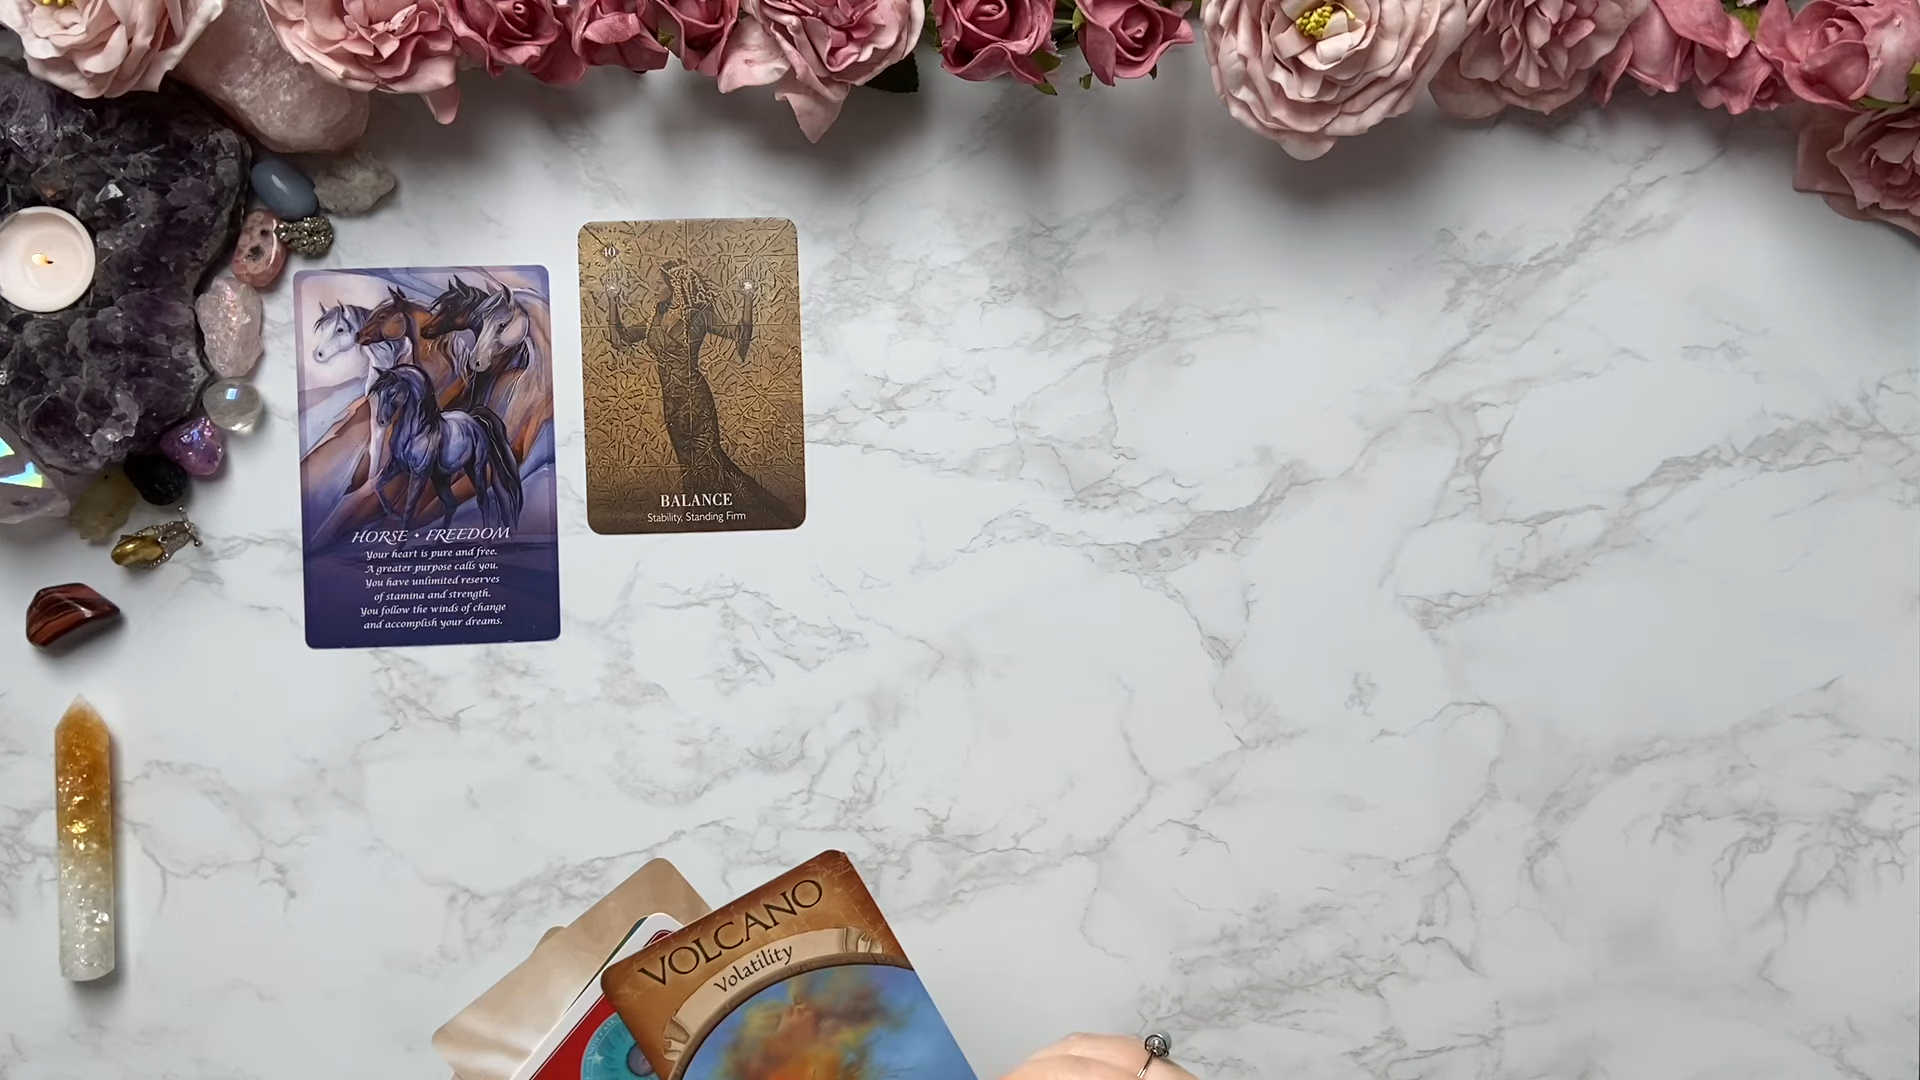 HORSE • FREEDOM
Your heart is pure and free.
A greater purpose calls you.
You have unlimited reserves
of stamina and strength.
You follow the winds of change
and accomplish your dreams.
40
BALANCE
Stability, Standing Firm
VOLCANO
Volatility